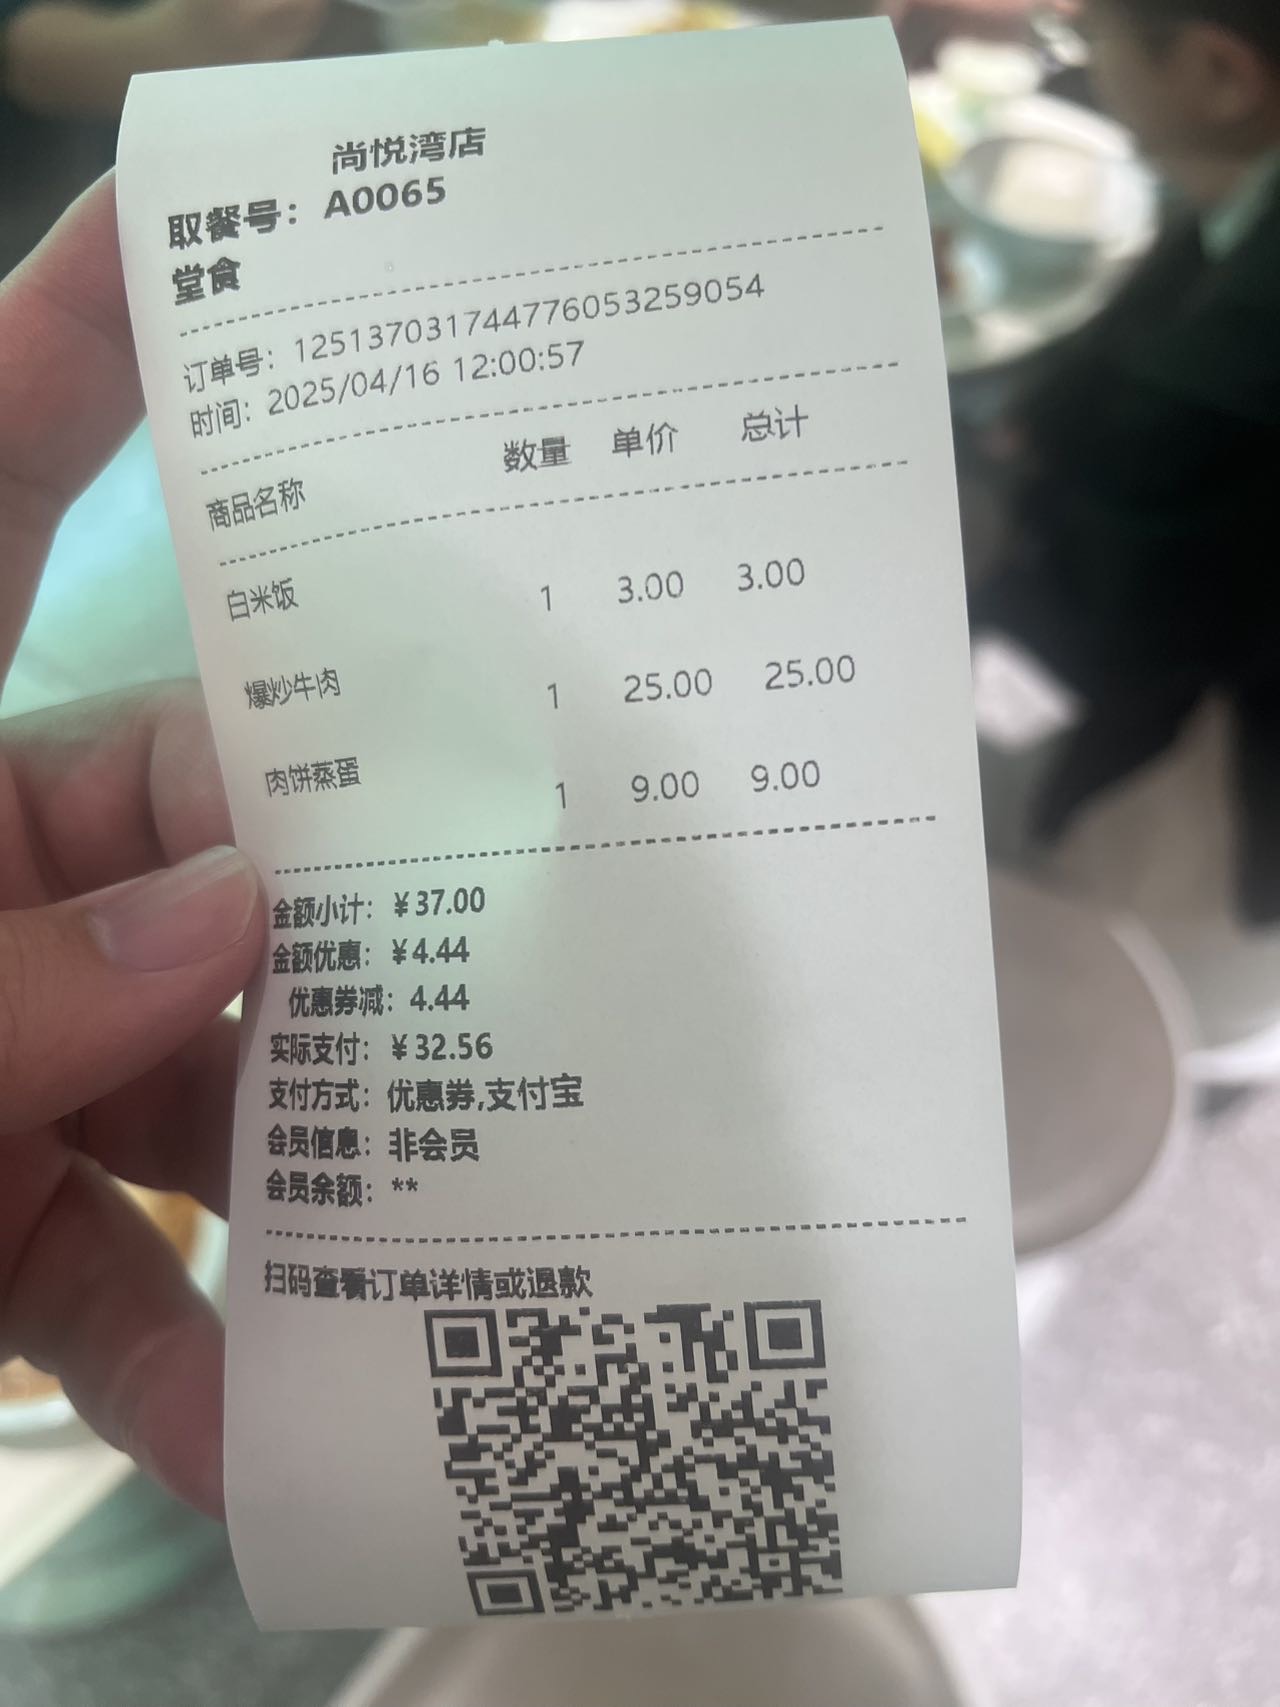 尚悦湾店
取餐号：A0065
堂食
订单号：125137031744776053259054
时间：2025/04/16 12:00:57
商品名称 数量 单价 总计
白米饭 1 3.00 3.00
爆炒牛肉 1 25.00 25.00
肉饼蒸蛋 1 9.00 9.00
金额小计：¥37.00
金额优惠：¥4.44
优惠券减：4.44
实际支付：¥32.56
支付方式：优惠券,支付宝
会员信息：非会员
会员余额：**
扫码查看订单详情或退款